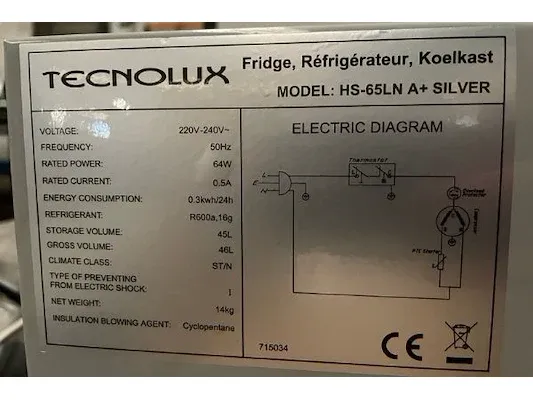 TECNOLUX
Fridge, Réfrigérateur, Koelkast
MODEL: HS-65LN A+ SILVER
VOLTAGE: 220V-240V~
FREQUENCY: 50Hz
RATED POWER: 64W
RATED CURRENT: 0.5A
ENERGY CONSUMPTION: 0.3kwh/24h
REFRIGERANT: R600a,16g
STORAGE VOLUME: 45L
GROSS VOLUME: 46L
CLIMATE CLASS: ST/N
TYPE OF PREVENTING
FROM ELECTRIC SHOCK: I
NET WEIGHT: 14kg
INSULATION BLOWING AGENT: Cyclopentane
ELECTRIC DIAGRAM
Thermostat
L
E
N
Overload
Protector
Compressor
PTC Starter
715034
CE